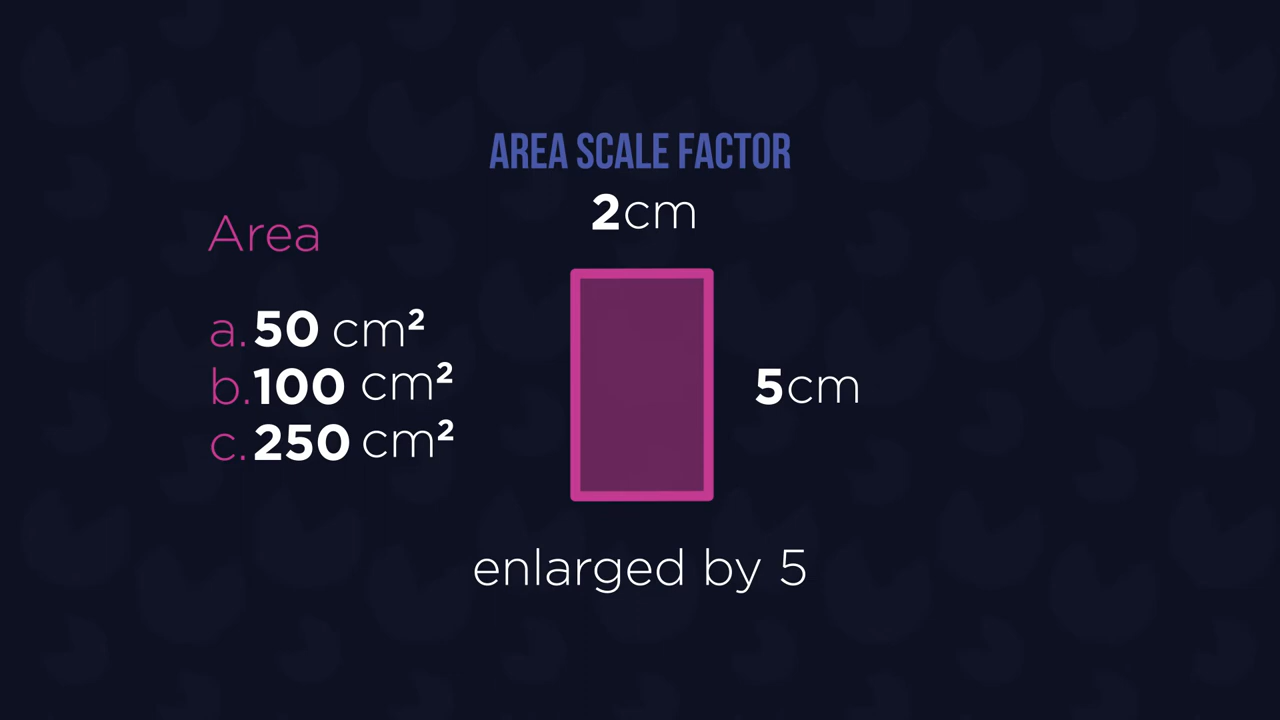 AREA SCALE FACTOR
2cm
Area
a. 50 cm²
b. 100 cm²
c. 250 cm²
5cm
enlarged by 5